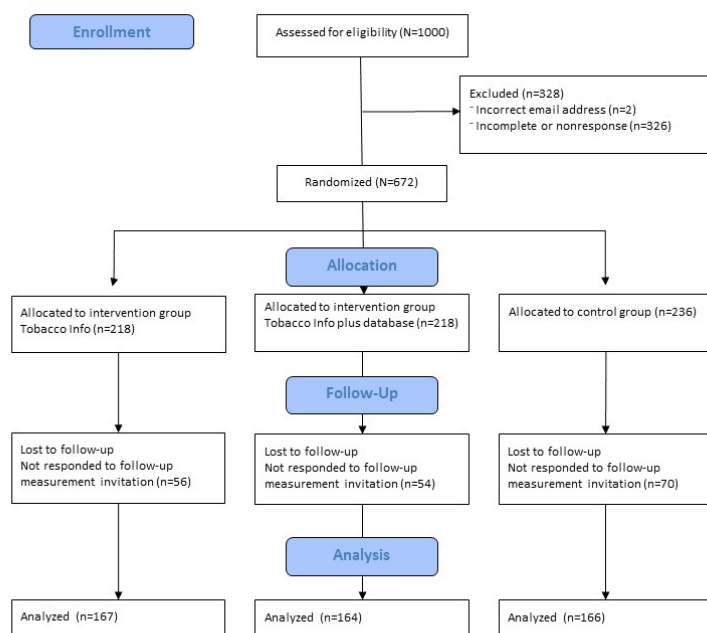 Enrollment
Assessed for eligibility (N=1000)
Excluded (n=328)
- Incorrect email address (n=2)
- Incomplete or nonresponse (n=326)
Randomized (N=672)
Allocation
Allocated to intervention group
Tobacco Info (n=218)
Allocated to intervention group
Tobacco Info plus database (n=218)
Allocated to control group (n=236)
Follow-Up
Lost to follow-up
Not responded to follow-up
measurement invitation (n=56)
Lost to follow-up
Not responded to follow-up
measurement invitation (n=54)
Lost to follow-up
Not responded to follow-up
measurement invitation (n=70)
Analysis
Analyzed (n=167)
Analyzed (n=164)
Analyzed (n=166)